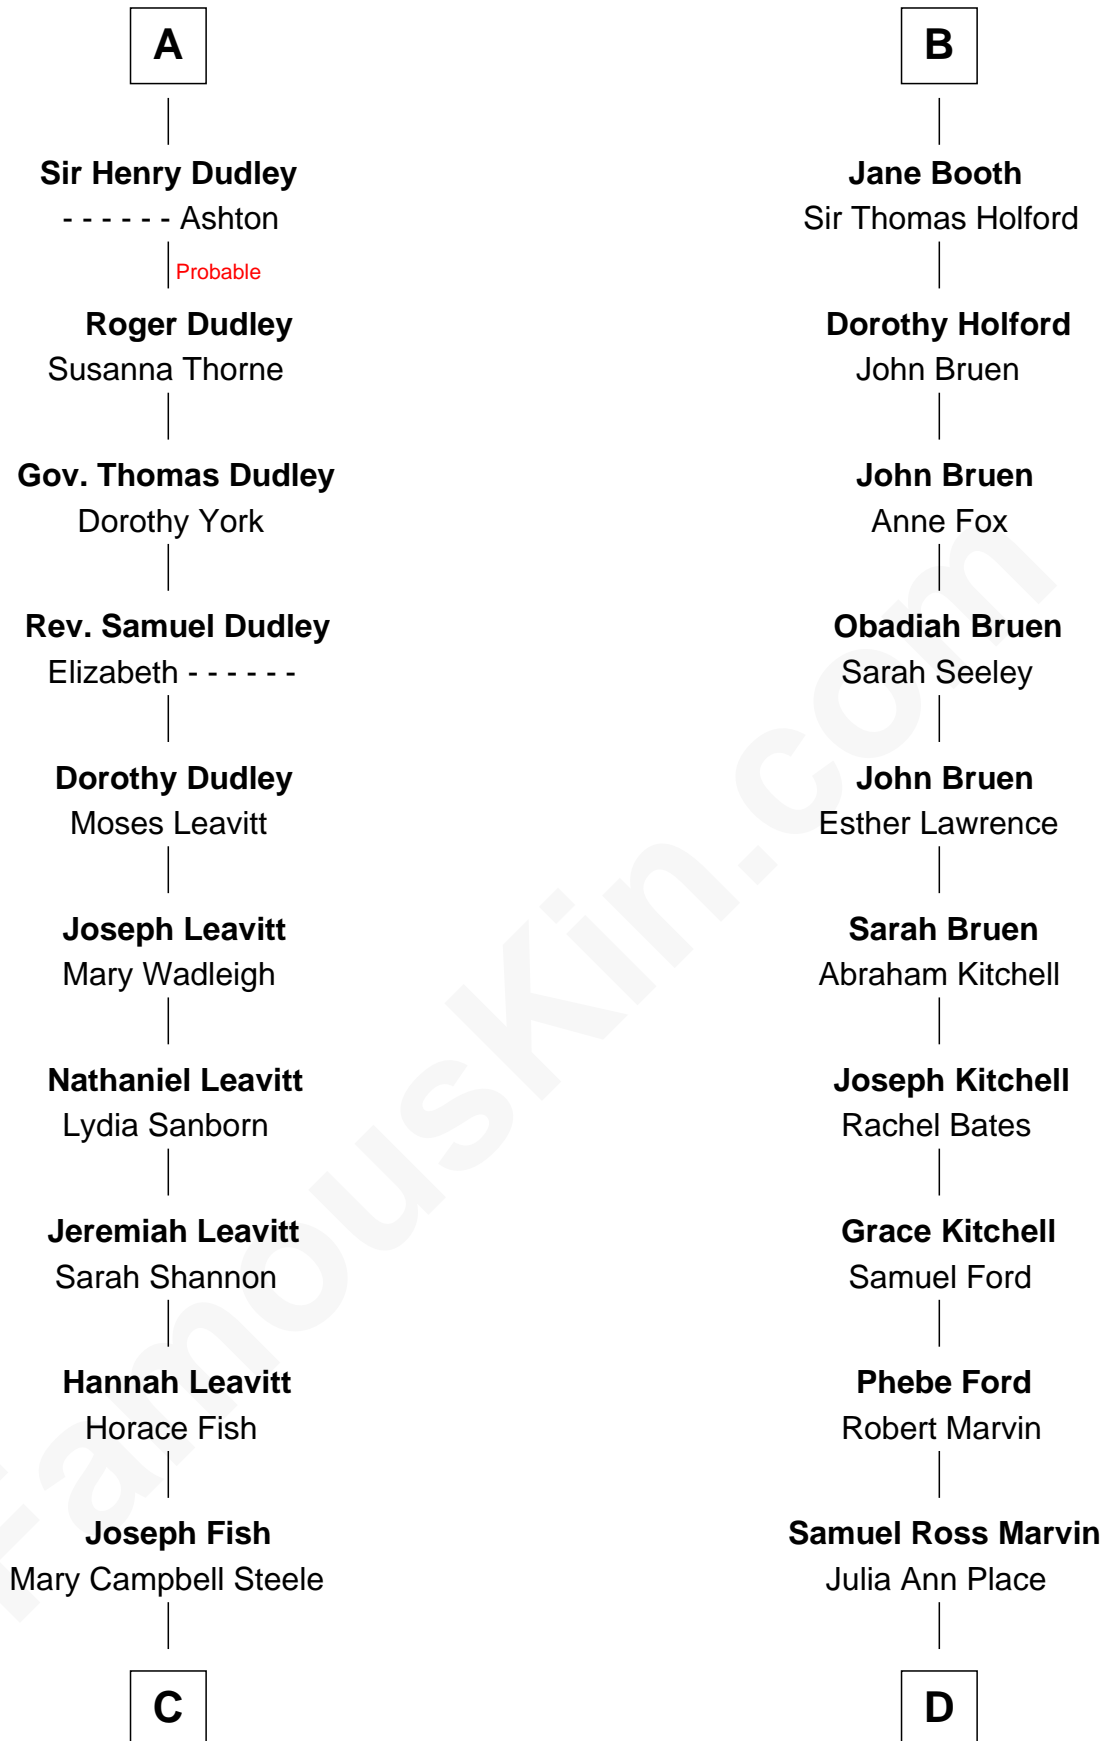 A
Sir Henry Dudley
- - - - - - Ashton
Probable
Roger Dudley
Susanna Thorne
Gov. Thomas Dudley
Dorothy York
Rev. Samuel Dudley
Elizabeth - - - - - -
Dorothy Dudley
Moses Leavitt
Joseph Leavitt
Mary Wadleigh
Nathaniel Leavitt
Lydia Sanborn
Jeremiah Leavitt
Sarah Shannon
Hannah Leavitt
Horace Fish
Joseph Fish
Mary Campbell Steele
C
B
Jane Booth
Sir Thomas Holford
Dorothy Holford
John Bruen
John Bruen
Anne Fox
Obadiah Bruen
Sarah Seeley
John Bruen
Esther Lawrence
Sarah Bruen
Abraham Kitchell
Joseph Kitchell
Rachel Bates
Grace Kitchell
Samuel Ford
Phebe Ford
Robert Marvin
Samuel Ross Marvin
Julia Ann Place
D
FamousKin.com